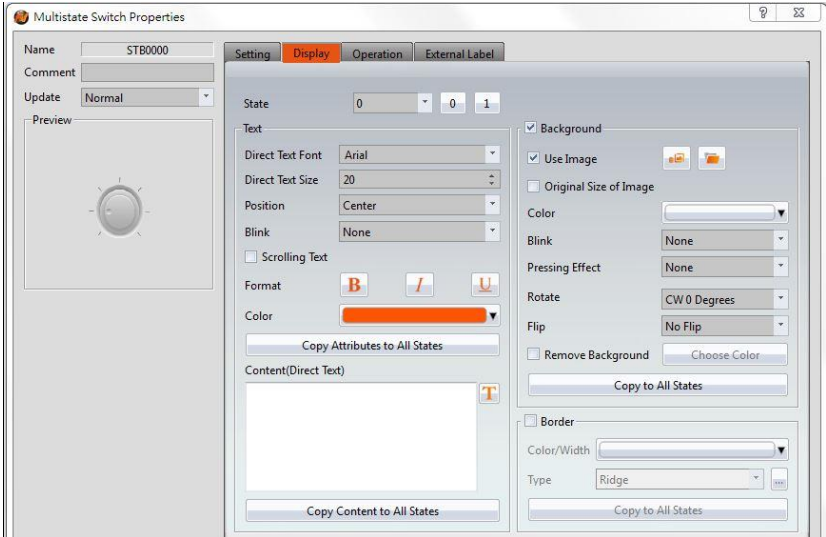 Multistate Switch Properties
Name STB0000
Comment
Update Normal
Preview
Setting Display Operation External Label
State 0 0 1
Text
Direct Text Font Arial
Direct Text Size 20
Position Center
Blink None
Scrolling Text
Format B I U
Color
Copy Attributes to All States
Content(Direct Text)
T
Copy Content to All States
Background
Use Image
Original Size of Image
Color
Blink None
Pressing Effect None
Rotate CW 0 Degrees
Flip No Flip
Remove Background Choose Color
Copy to All States
Border
Color/Width
Type Ridge ...
Copy to All States